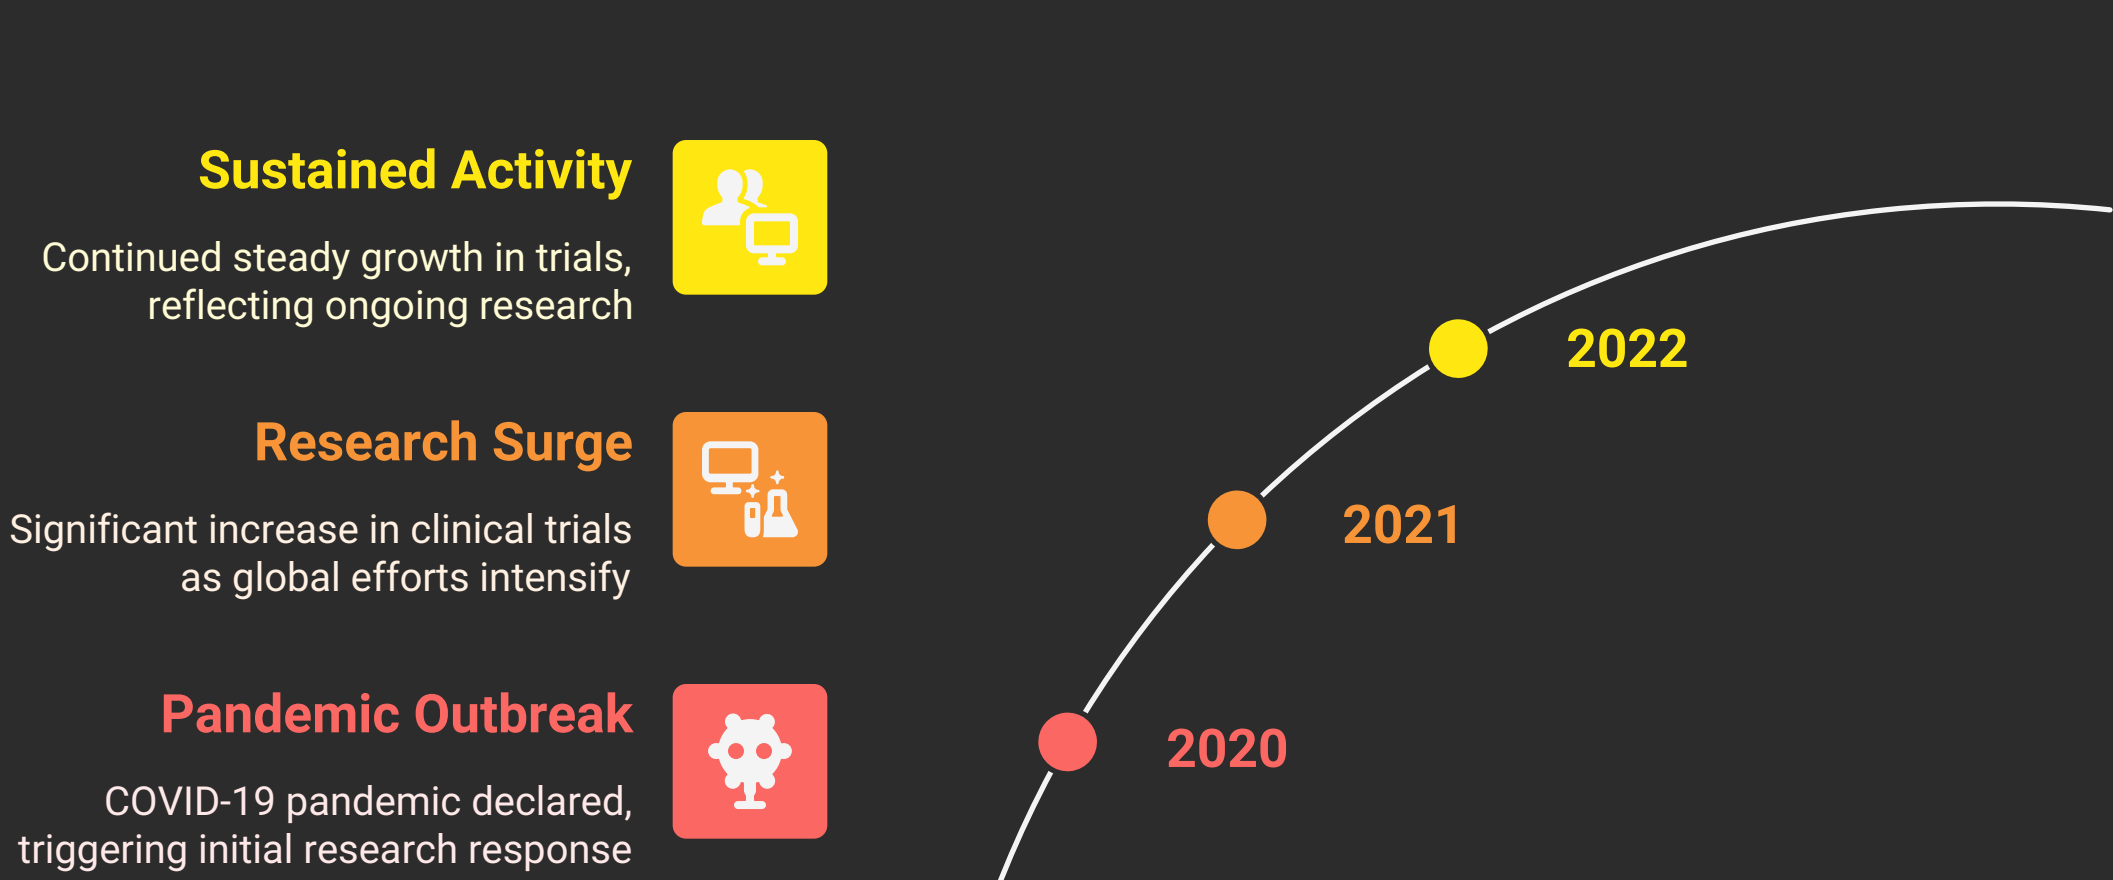 Sustained Activity
Continued steady growth in trials,
reflecting ongoing research
2022
Research Surge
Significant increase in clinical trials
as global efforts intensify
2021
Pandemic Outbreak
COVID-19 pandemic declared,
triggering initial research response
2020